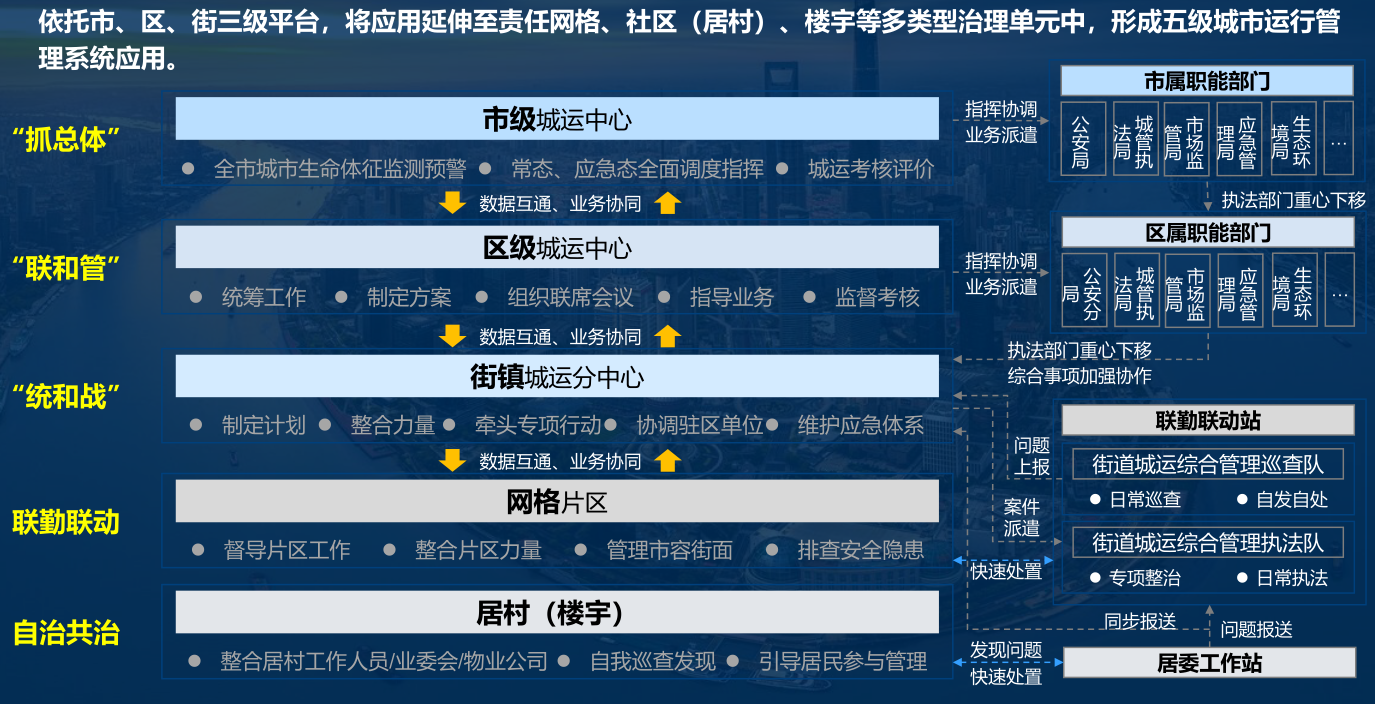 依托市、区、街三级平台，将应用延伸至责任网格、社区（居村）、楼宇等多类型治理单元中，形成五级城市运行管
理系统应用。
“抓总体”
市级城运中心
● 全市城市生命体征监测预警 ● 常态、应急态全面调度指挥 ● 城运考核评价
数据互通、业务协同
“联和管”
区级城运中心
● 统筹工作 ● 制定方案 ● 组织联席会议 ● 指导业务 ● 监督考核
数据互通、业务协同
“统和战”
街镇城运分中心
● 制定计划 ● 整合力量 ● 牵头专项行动 ● 协调驻区单位 ● 维护应急体系
数据互通、业务协同
联勤联动
网格片区
● 督导片区工作 ● 整合片区力量 ● 管理市容街面 ● 排查安全隐患
自治共治
居村（楼宇）
● 整合居村工作人员/业委会/物业公司 ● 自我巡查发现 ● 引导居民参与管理
指挥协调
业务派遣
市属职能部门
公安局
城管执法局
市场监管局
应急管理局
生态环境局
…
执法部门重心下移
指挥协调
业务派遣
区属职能部门
公安分局
城管执法局
市场监管局
应急管理局
生态环境局
…
执法部门重心下移
综合事项加强协作
问题
上报
案件
派遣
快速处置
联勤联动站
街道城运综合管理巡查队
● 日常巡查 ● 自发自处
街道城运综合管理执法队
● 专项整治 ● 日常执法
同步报送
问题报送
发现问题
快速处置
居委工作站